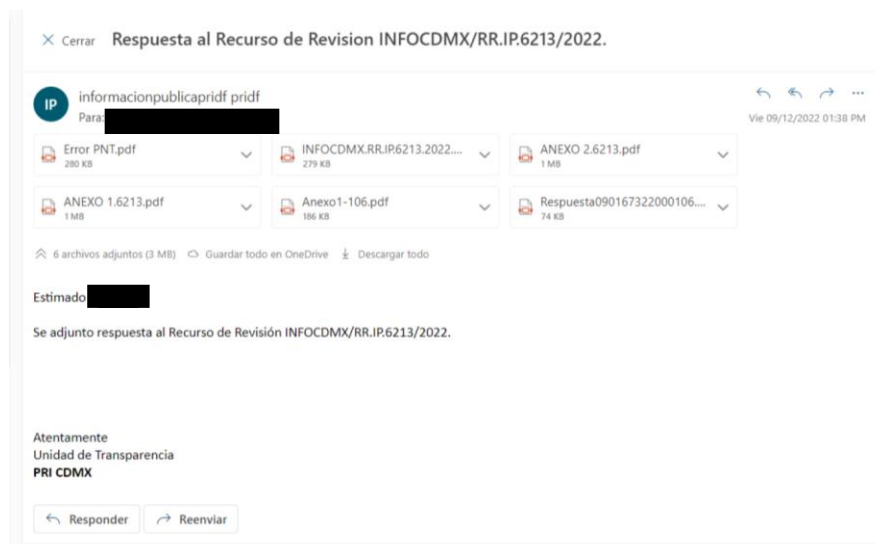 Cerrar Respuesta al Recurso de Revision INFOCDMX/RR.IP.6213/2022.
IP informacionpublicapridf pridf
Para:
Vie 09/12/2022 01:38 PM
Error PNT.pdf
280 KB
INFOCDMX.RR.IP6213.2022....
279 KB
ANEXO 2.6213.pdf
1 MB
ANEXO 1.6213.pdf
1 MB
Anexo1-106.pdf
186 KB
Respuesta090167322000106....
74 KB
6 archivos adjuntos (3 MB) Guardar todo en OneDrive Descargar todo
Estimado
Se adjunto respuesta al Recurso de Revisión INFOCDMX/RR.IP.6213/2022.
Atentamente
Unidad de Transparencia
PRI CDMX
Responder Reenviar